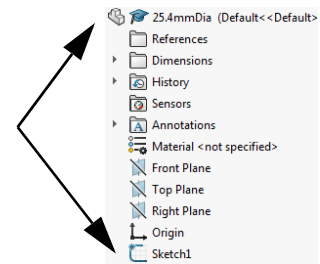 25.4mmDia (Default<<Default>
References
Dimensions
History
Sensors
Annotations
Material <not specified>
Front Plane
Top Plane
Right Plane
Origin
Sketch1